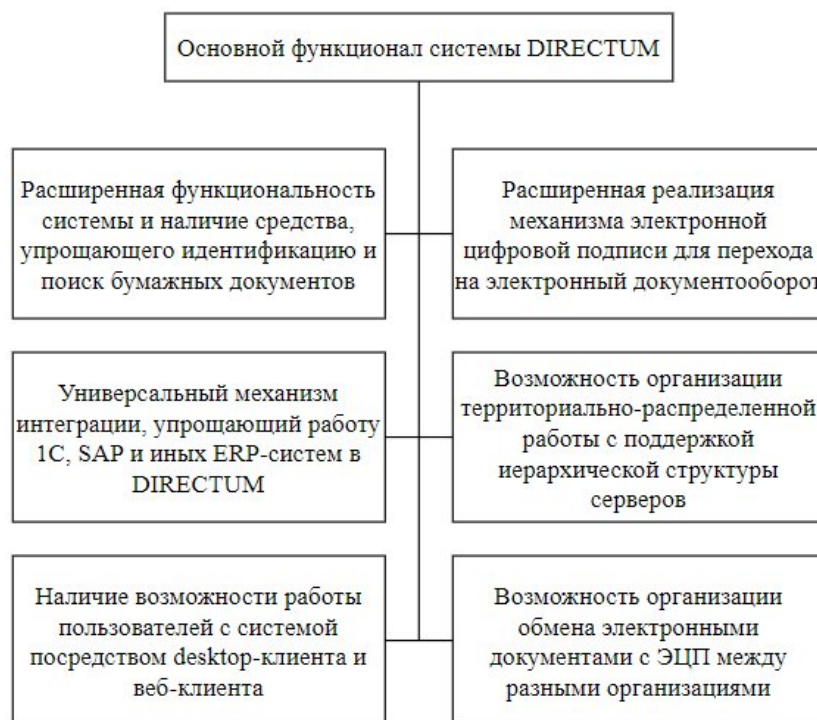 Основной функционал системы DIRECTUM
Расширенная функциональность
системы и наличие средства,
упрощающего идентификацию и
поиск бумажных документов
Расширенная реализация
механизма электронной
цифровой подписи для перехода
на электронный документооборот
Универсальный механизм
интеграции, упрощающий работу
1С, SAP и иных ERP-систем в
DIRECTUM
Возможность организации
территориально-распределенной
работы с поддержкой
иерархической структуры
серверов
Наличие возможности работы
пользователей с системой
посредством desktop-клиента и
веб-клиента
Возможность организации
обмена электронными
документами с ЭЦП между
разными организациями